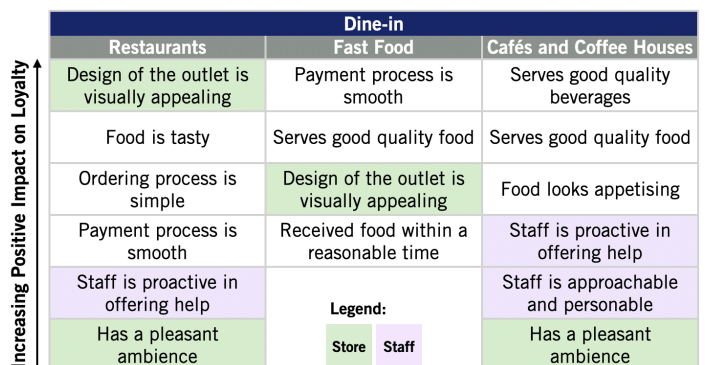 Dine-in
Restaurants
Fast Food
Cafés and Coffee Houses
Increasing Positive Impact on Loyalty
Design of the outlet is
visually appealing
Payment process is
smooth
Serves good quality
beverages
Food is tasty
Serves good quality food
Serves good quality food
Ordering process is
simple
Design of the outlet is
visually appealing
Food looks appetising
Payment process is
smooth
Received food within a
reasonable time
Staff is proactive in
offering help
Staff is proactive in
offering help
Legend:
Store
Staff
Staff is approachable
and personable
Has a pleasant
ambience
Has a pleasant
ambience